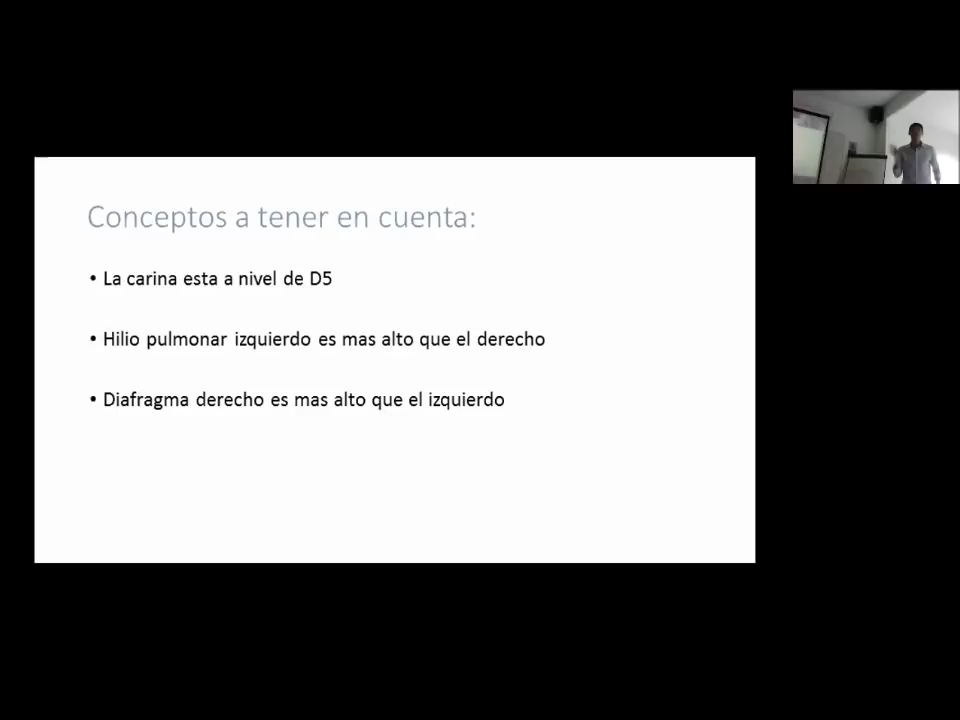 Conceptos a tener en cuenta:
• La carina esta a nivel de D5
• Hilio pulmonar izquierdo es mas alto que el derecho
• Diafragma derecho es mas alto que el izquierdo